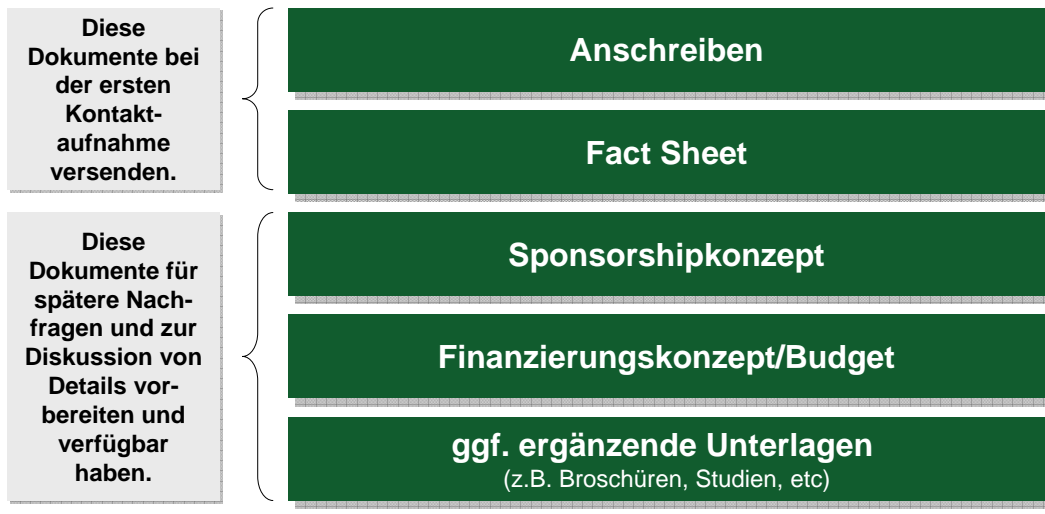 Diese
Dokumente bei
der ersten
Kontakt-
aufnahme
versenden.
Anschreiben
Fact Sheet
Diese
Dokumente für
spätere Nach-
fragen und zur
Diskussion von
Details vor-
bereiten und
verfügbar
haben.
Sponsorshipkonzept
Finanzierungskonzept/Budget
ggf. ergänzende Unterlagen
(z.B. Broschüren, Studien, etc)